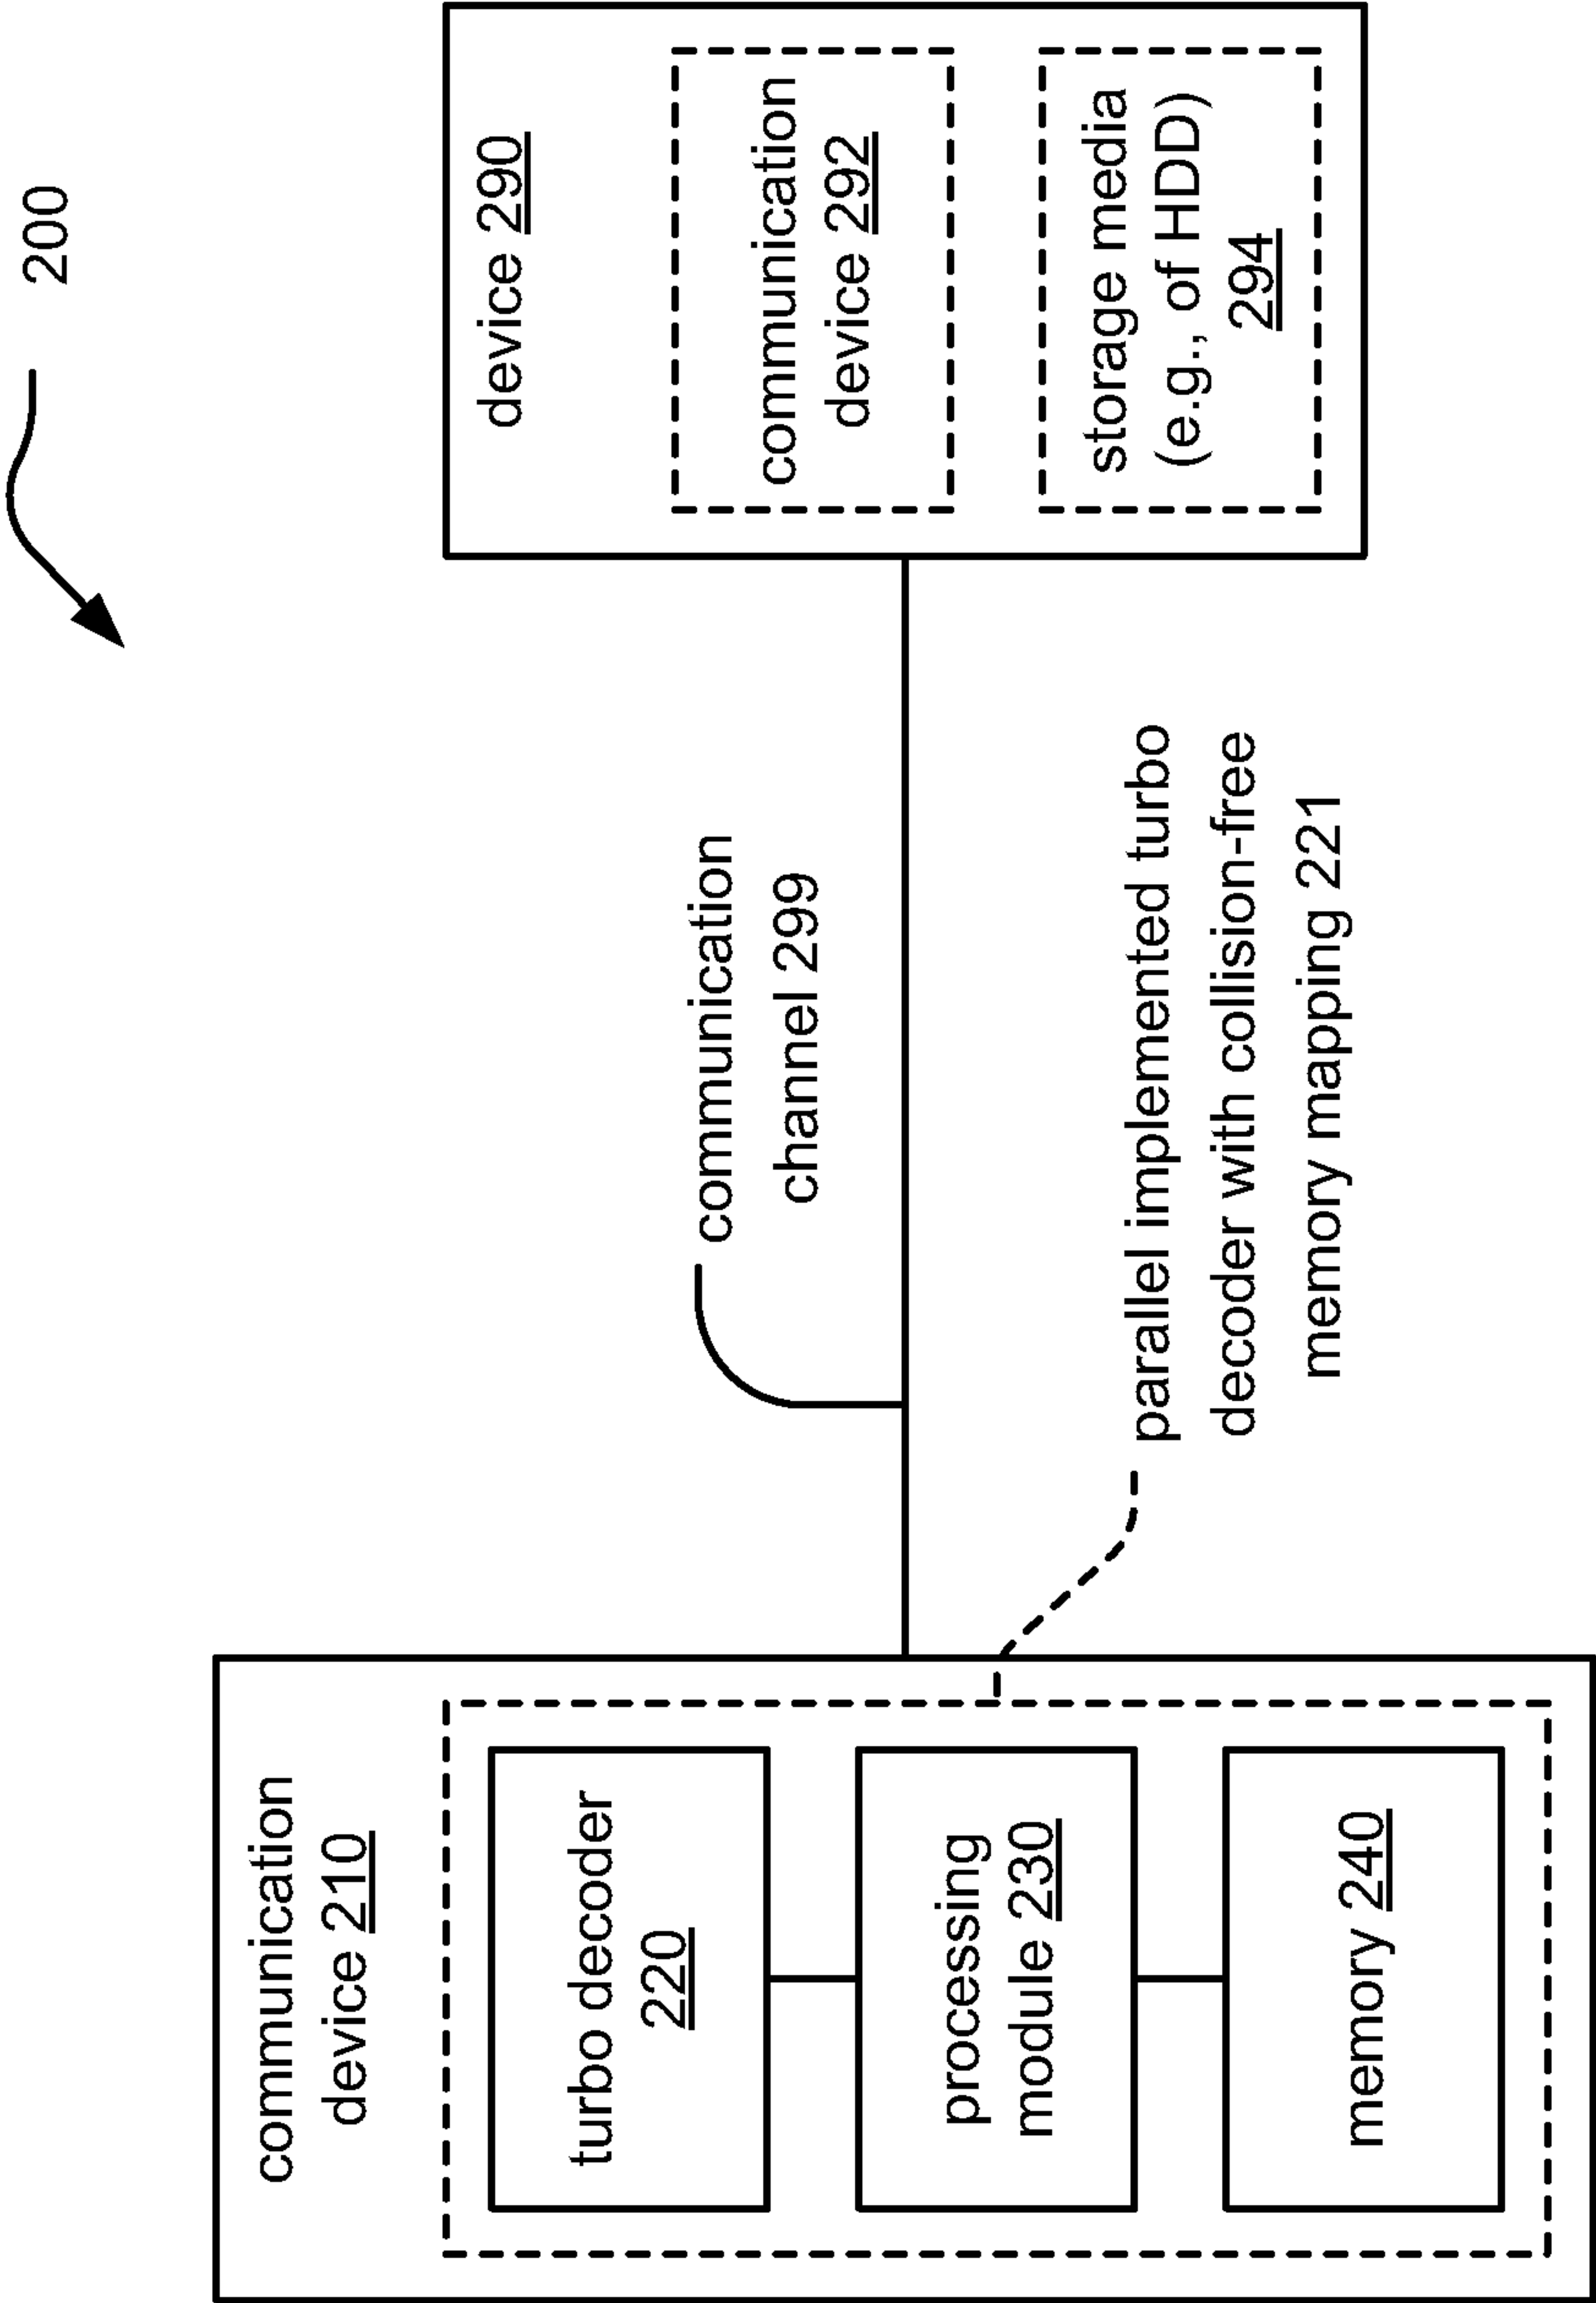 200
communication
device 210
turbo decoder
220
processing
module 230
memory 240
communication
channel 299
parallel implemented turbo
decoder with collision-free
memory mapping 221
device 290
communication
device 292
storage media
(e.g., of HDD)
294